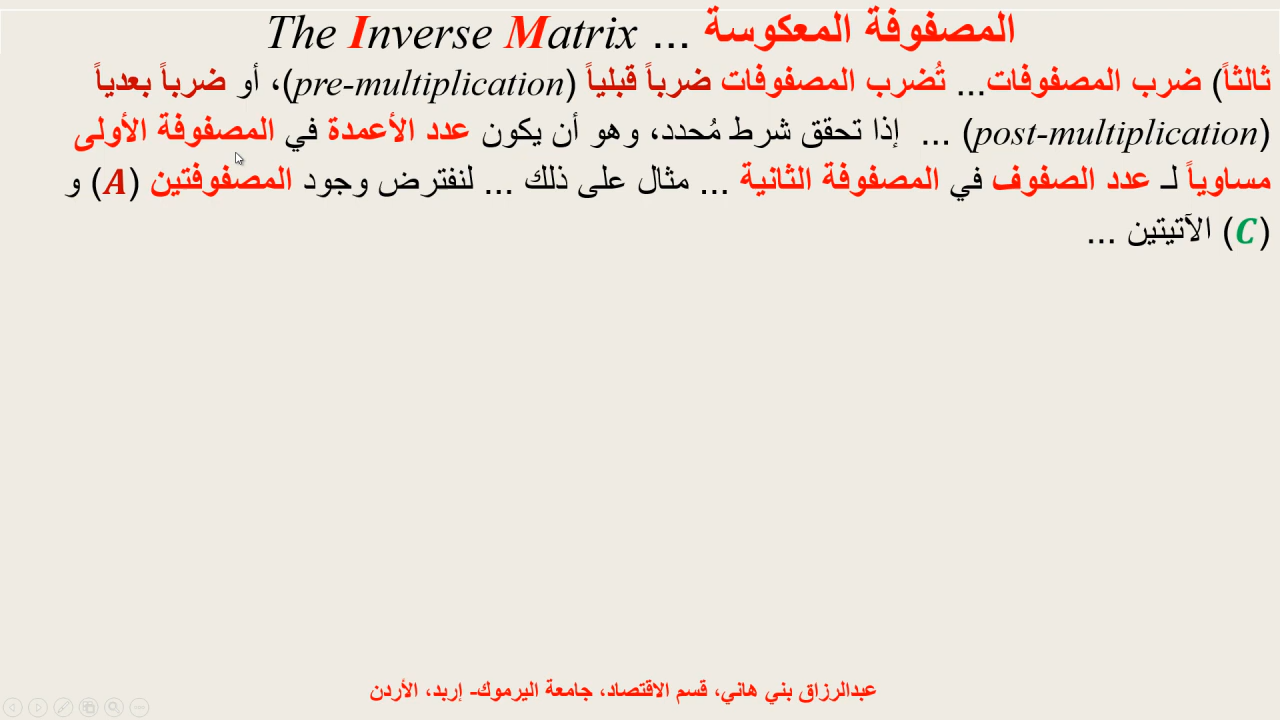 المصفوفة المعكوسة ... The Inverse Matrix
ثالثاً) ضرب المصفوفات... تُضرب المصفوفات ضرباً قبلياً (pre-multiplication)، أو ضرباً بعدياً
(post-multiplication) ... إذا تحقق شرط مُحدد، وهو أن يكون عدد الأعمدة في المصفوفة الأولى
مساوياً لـ عدد الصفوف في المصفوفة الثانية ... مثال على ذلك ... لنفترض وجود المصفوفتين (A) و
(C) الآتيتين ...
عبدالرزاق بني هاني، قسم الاقتصاد، جامعة اليرموك- إربد، الأردن